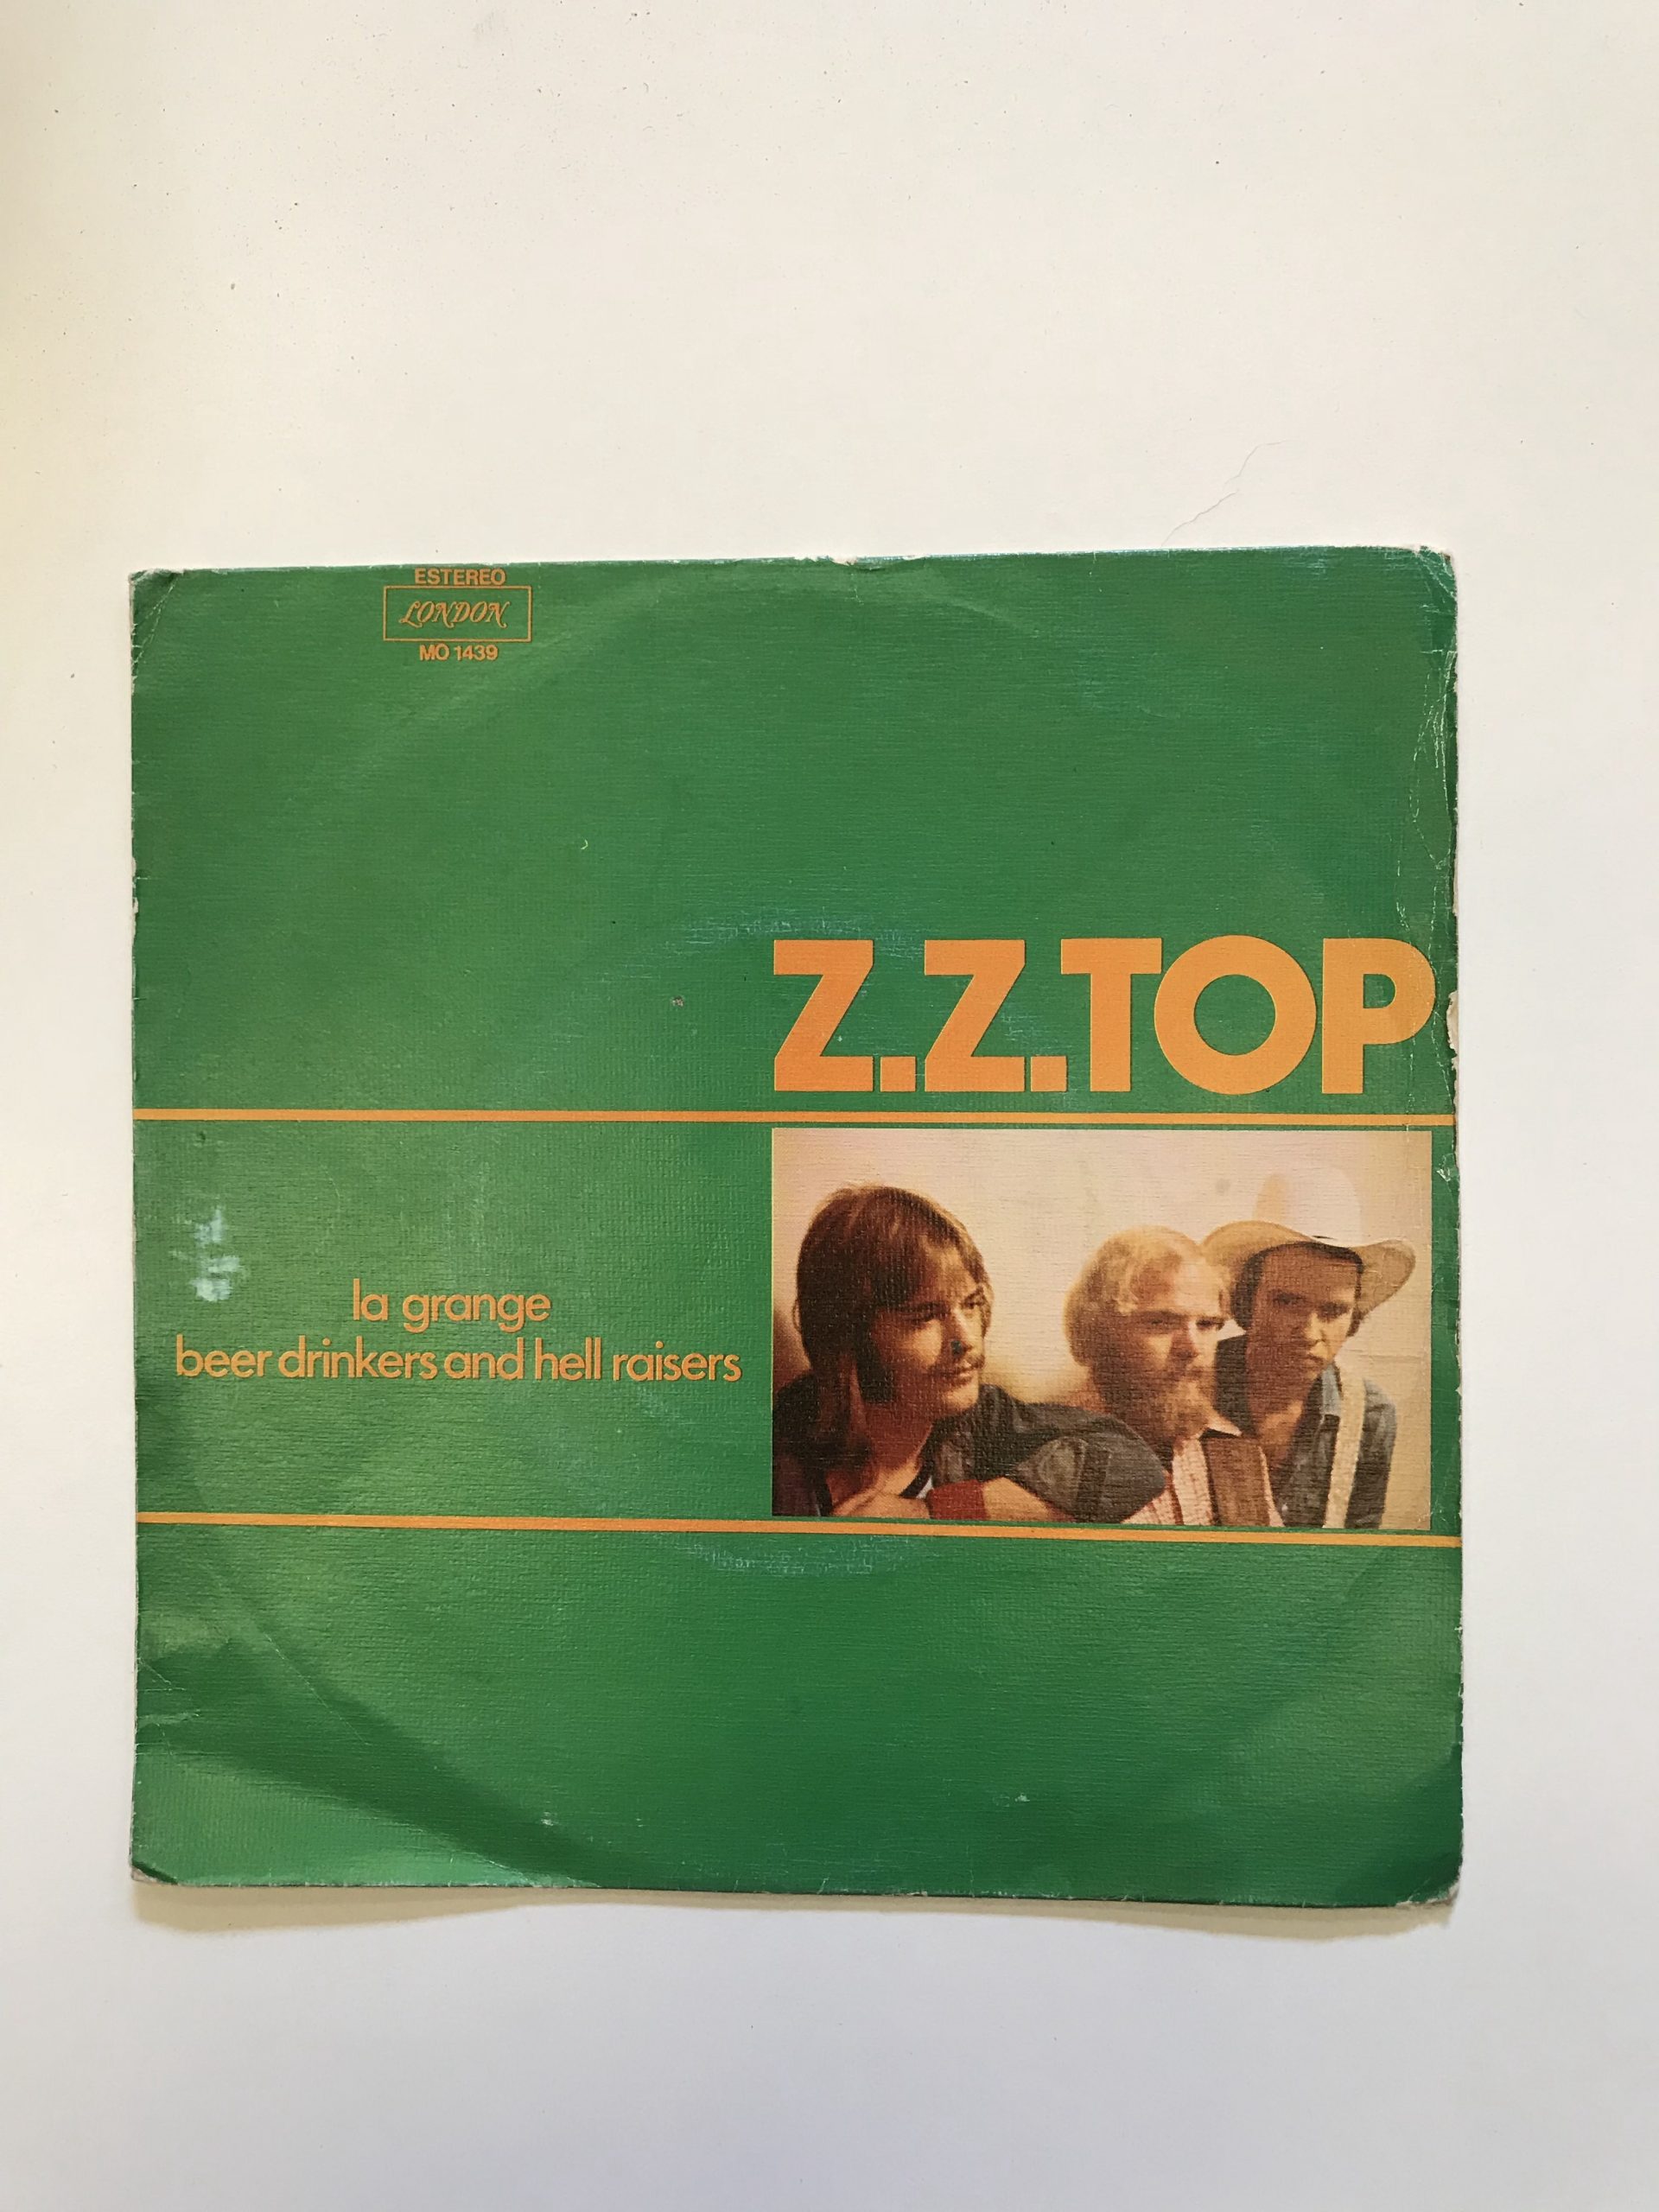 ESTEREO
LONDON
MO 1439
Z.Z.TOP
la grange
beer drinkers and hell raisers